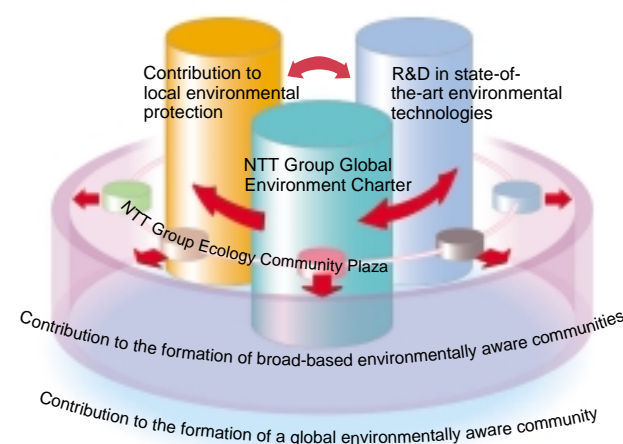 Contribution to
local environmental
protection
R&D in state-of-
the-art environmental
technologies
NTT Group Global
Environment Charter
NTT Group Ecology Community Plaza
Contribution to the formation of broad-based environmentally aware communities
Contribution to the formation of a global environmentally aware community